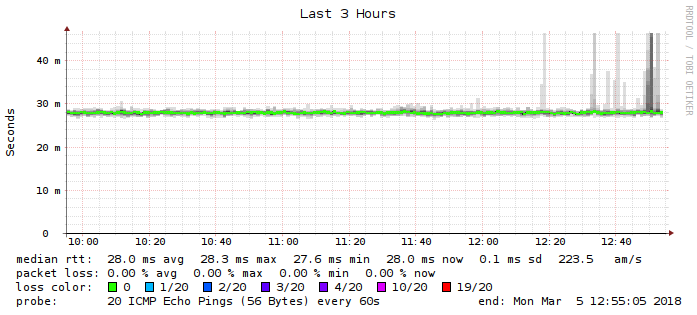 Last 3 Hours
RRDTOOL / TOBI OETIKER
Seconds
40 m
30 m
20 m
10 m
0
10:00 10:20 10:40 11:00 11:20 11:40 12:00 12:20 12:40
median rtt: 28.0 ms avg 28.3 ms max 27.6 ms min 28.0 ms now 0.1 ms sd 223.5 am/s
packet loss: 0.00 % avg 0.00 % max 0.00 % min 0.00 % now
loss color: 0 1/20 2/20 3/20 4/20 10/20 19/20
probe: 20 ICMP Echo Pings (56 Bytes) every 60s end: Mon Mar 5 12:55:05 2018